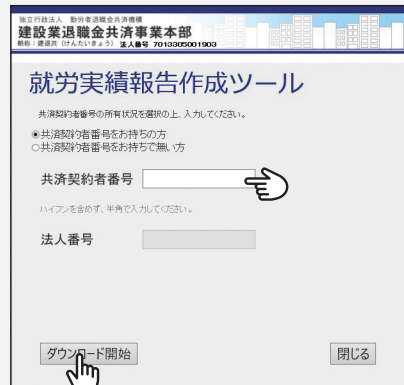 独立行政法人 勤労者退職金共済機構
建設業退職金共済事業本部
略称：建退共（けんたいきょう） 法人番号 7013305001903
就労実績報告作成ツール
共済契約者番号の所有状況を選択の上、入力してください。
共済契約者番号をお持ちの方
共済契約者番号をお持ちで無い方
共済契約者番号
ハイフンを含めず、半角で入力してください。
法人番号
ダウンロード開始
閉じる